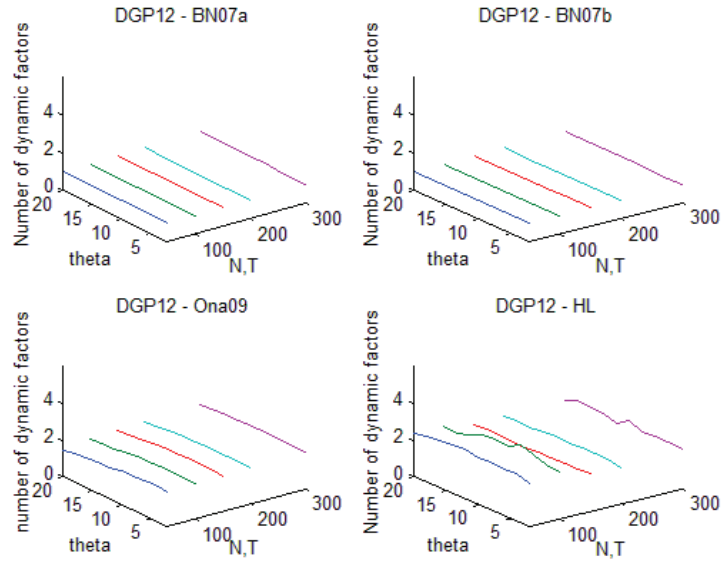 DGP12 - BN07a
Number of dynamic factors
4
2
0
20
15
10
5
theta
100
200
300
N,T
DGP12 - BN07b
Number of dynamic factors
4
2
0
20
15
10
5
theta
100
200
300
N,T
DGP12 - Ona09
number of dynamic factors
4
2
0
20
15
10
5
theta
100
200
300
N,T
DGP12 - HL
Number of dynamic factors
4
2
0
20
15
10
5
theta
100
200
300
N,T